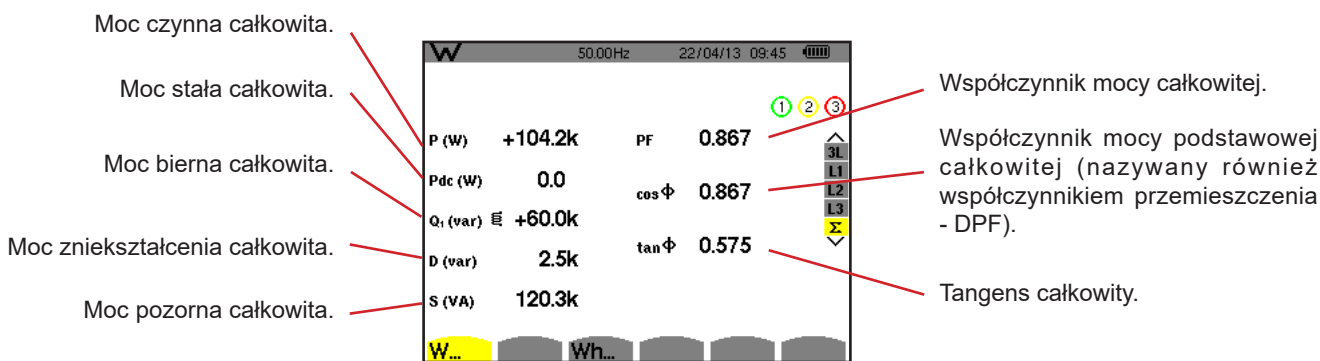 Moc czynna całkowita.
Moc stała całkowita.
Moc bierna całkowita.
Moc zniekształcenia całkowita.
Moc pozorna całkowita.
W 50.00Hz 22/04/13 09:45
1 2 3
P (W) +104.2k PF 0.867
Pdc (W) 0.0 cos Φ 0.867
Q₁ (var) +60.0k tan Φ 0.575
D (var) 2.5k
S (VA) 120.3k
3L
L1
L2
L3
Σ
W... Wh...
Współczynnik mocy całkowitej.
Współczynnik mocy podstawowej
całkowitej (nazywany również
współczynnikiem przemieszczenia
- DPF).
Tangens całkowity.